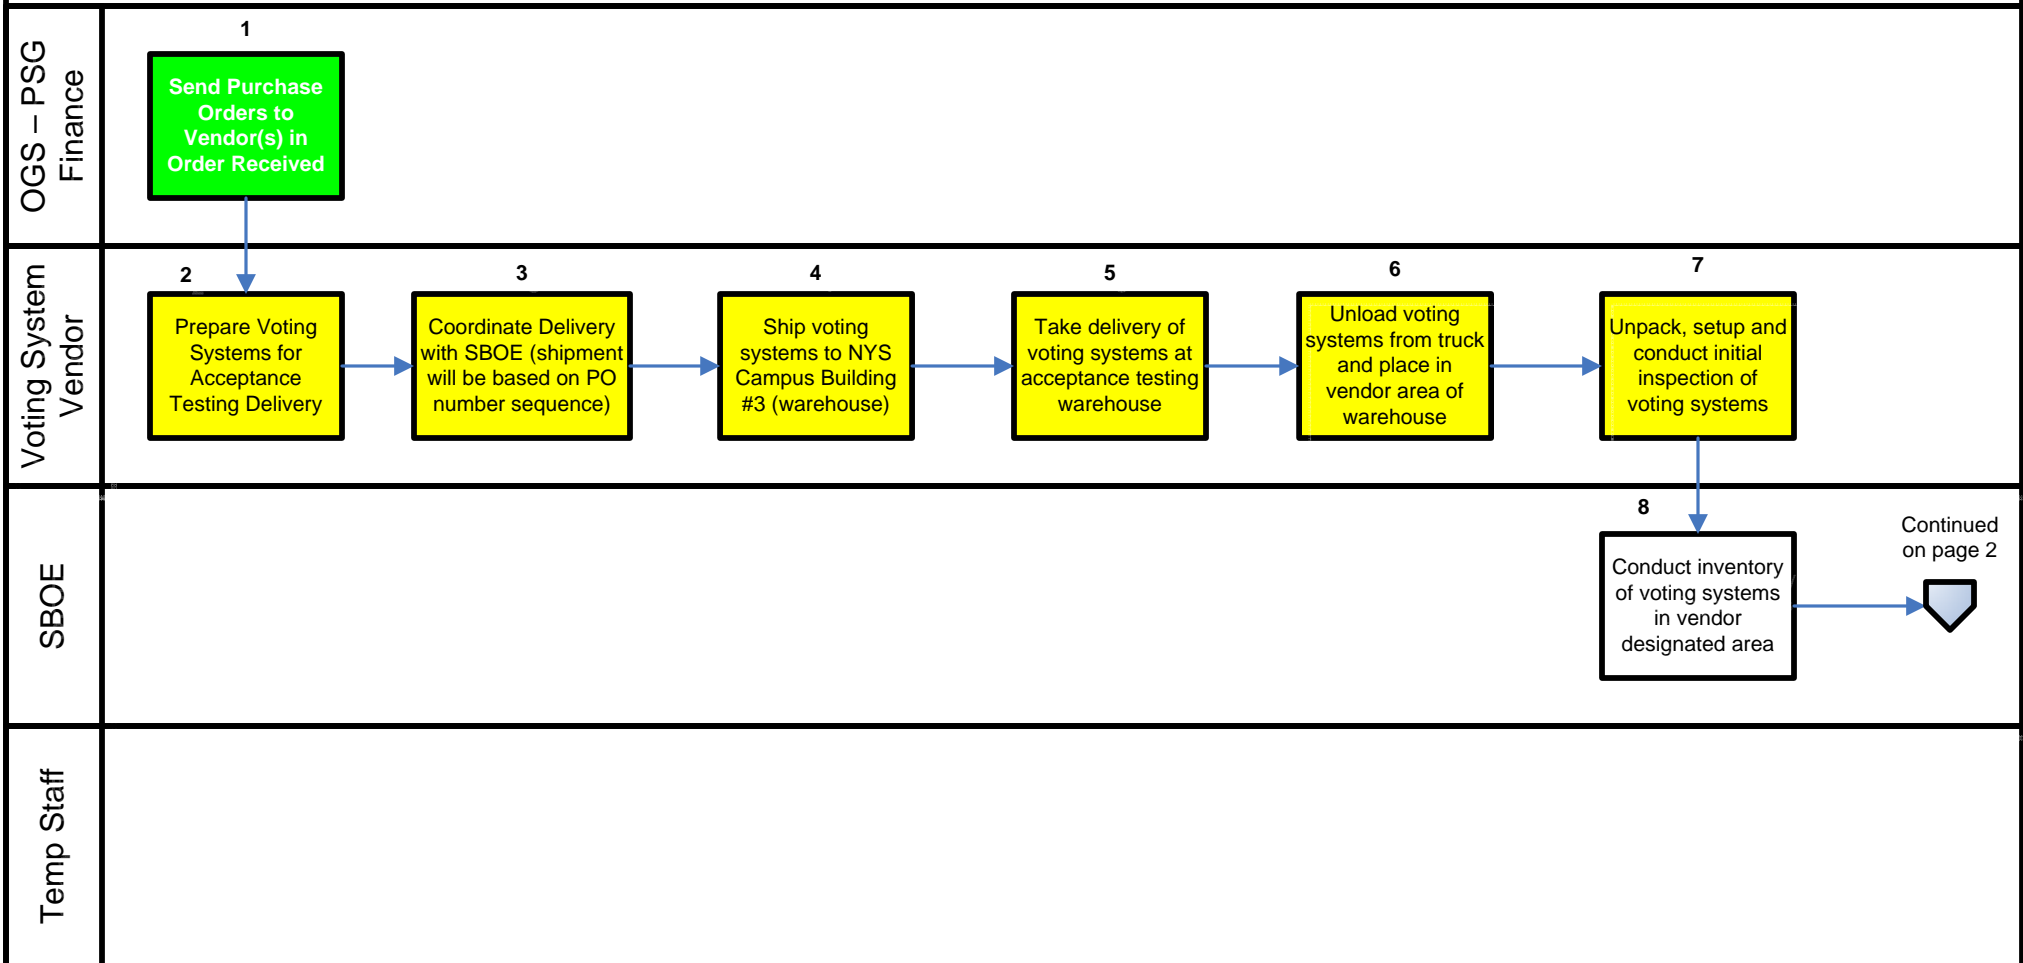 OGS – PSG
Finance
1
Send Purchase
Orders to
Vendor(s) in
Order Received
Voting System
Vendor
2
Prepare Voting
Systems for
Acceptance
Testing Delivery
3
Coordinate Delivery
with SBOE (shipment
will be based on PO
number sequence)
4
Ship voting
systems to NYS
Campus Building
#3 (warehouse)
5
Take delivery of
voting systems at
acceptance testing
warehouse
6
Unload voting
systems from truck
and place in
vendor area of
warehouse
7
Unpack, setup and
conduct initial
inspection of
voting systems
SBOE
8
Conduct inventory
of voting systems
in vendor
designated area
Continued
on page 2
Temp Staff